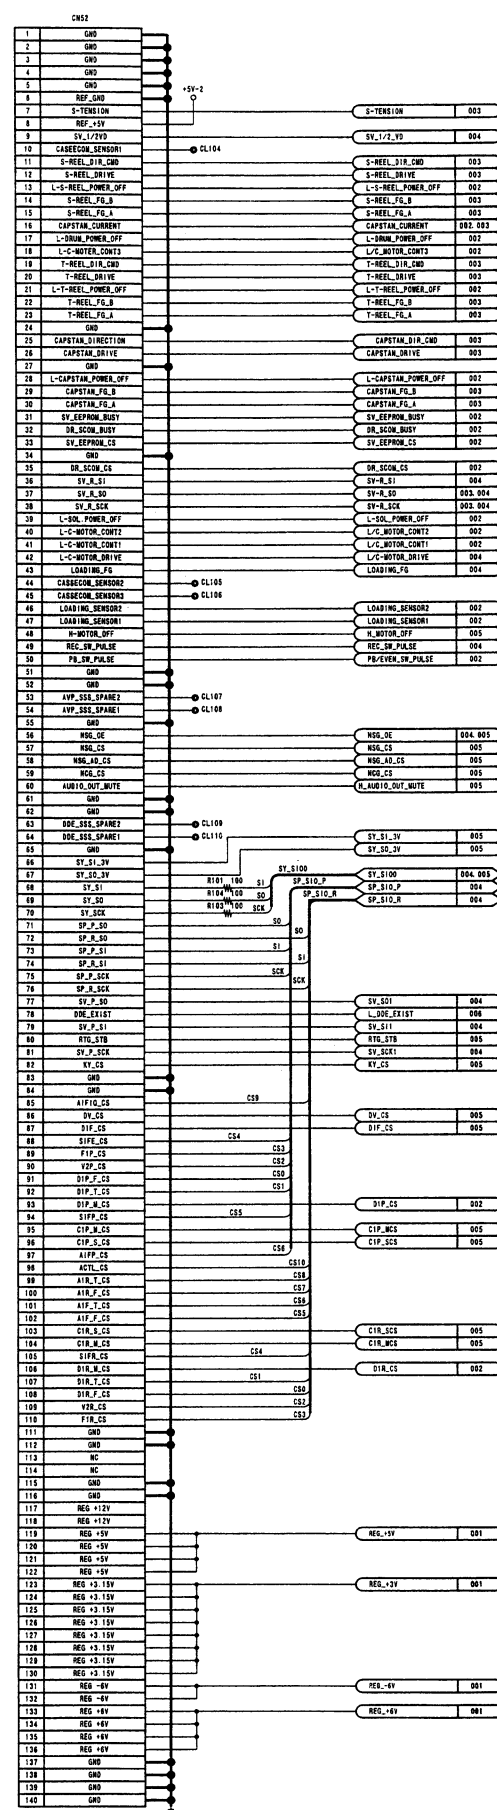 CN52
1 GND
2 GND
3 GND
4 GND
5 GND
6 REF_GND +5V-2
7 S-TENSION S-TENSION 003
8 REF_+5V
9 SV_1/2VD SV_1/2_VD 004
10 CASEECOM_SENSOR1 CL104
11 S-REEL_DIR_CMD S-REEL_DIR_CMD 003
12 S-REEL_DRIVE S-REEL_DRIVE 003
13 L-S-REEL_POWER_OFF L-S-REEL_POWER_OFF 002
14 S-REEL_FG_B S-REEL_FG_B 003
15 S-REEL_FG_A S-REEL_FG_A 003
16 CAPSTAN_CURRENT CAPSTAN_CURRENT 002.003
17 L-DRUM_POWER_OFF L-DRUM_POWER_OFF 002
18 L-C-MOTER_CONT3 L/C_MOTER_CONT3 002
19 T-REEL_DIR_CMD T-REEL_DIR_CMD 003
20 T-REEL_DRIVE T-REEL_DRIVE 003
21 L-T-REEL_POWER_OFF L-T-REEL_POWER_OFF 002
22 T-REEL_FG_B T-REEL_FG_B 003
23 T-REEL_FG_A T-REEL_FG_A 003
24 GND
25 CAPSTAN_DIRECTION CAPSTAN_DIR_CMD 003
26 CAPSTAN_DRIVE CAPSTAN_DRIVE 003
27 GND
28 L-CAPSTAN_POWER_OFF L-CAPSTAN_POWER_OFF 002
29 CAPSTAN_FG_B CAPSTAN_FG_B 003
30 CAPSTAN_FG_A CAPSTAN_FG_A 003
31 SV_EEPROM_BUSY SV_EEPROM_BUSY 002
32 DR_SCOM_BUSY DR_SCOM_BUSY 002
33 SV_EEPROM_CS SV_EEPROM_CS 002
34 GND
35 DR_SCOM_CS DR_SCOM_CS 002
36 SV_R_SI SV-R_SI 004
37 SV_R_SO SV-R_SO 003.004
38 SV_R_SCK SV-R_SCK 003.004
39 L-SOL_POWER_OFF L-SOL_POWER_OFF 002
40 L-C-MOTOR_CONT2 L/C_MOTOR_CONT2 002
41 L-C-MOTOR_CONT1 L/C_MOTOR_CONT1 002
42 L-C-MOTOR_DRIVE L/C-MOTOR_DRIVE 004
43 LOADING_FG LOADING_FG 004
44 CASSECOM_SENSOR2 CL105
45 CASSECOM_SENSOR3 CL106
46 LOADING_SENSOR2 LOADING_SENSOR2 002
47 LOADING_SENSOR1 LOADING_SENSOR1 002
48 H-MOTOR_OFF H_MOTOR_OFF 005
49 REC_SW_PULSE REC_SW_PULSE 004
50 PB_SW_PULSE PB/EVEN_SW_PULSE 002
51 GND
52 GND
53 AVP_SSS_SPARE2 CL107
54 AVP_SSS_SPARE1 CL108
55 GND
56 NSG_OE NSG_OE 004.005
57 NSG_CS NSG_CS 005
58 NSG_AD_CS NSG_AD_CS 005
59 NCG_CS NCG_CS 005
60 AUDIO_OUT_MUTE H_AUDIO_OUT_MUTE 005
61 GND
62 GND
63 DDE_SSS_SPARE2 CL109
64 DDE_SSS_SPARE1 CL110
65 GND SY_SI_3V 005
66 SY_SI_3V SY_SO_3V 005
67 SY_SO_3V R101 100 SY_SIO0 SY_SIO0 004.005
68 SY_SI R104 100 SI SP_SIO_P SP_SIO_P 004
69 SY_SO R103 100 SO SP_SIO_R SP_SIO_R 004
70 SY_SCK SCK
71 SP_P_SO SO
72 SP_R_SO SO
73 SP_P_SI SI
74 SP_R_SI SI
75 SP_P_SCK SCK
76 SP_R_SCK SCK
77 SV_P_SO SV_SO1 004
78 DDE_EXIST L_DDE_EXIST 006
79 SV_P_SI SV_SI1 004
80 RTG_STB RTG_STB 005
81 SV_P_SCK SV_SCK1 004
82 KY_CS KY_CS 005
83 GND
84 GND
85 AIFIO_CS CS9
86 DV_CS DV_CS 005
87 DIF_CS DIF_CS 005
88 SIFE_CS CS4
89 F1P_CS CS3
90 V2P_CS CS2
91 D1P_F_CS CS0
92 D1P_T_CS CS1
93 D1P_M_CS D1P_CS 002
94 SIFP_CS CS5
95 C1P_M_CS C1P_MCS 005
96 C1P_S_CS C1P_SCS 005
97 AIFP_CS CS6
98 ACTL_CS CS10
99 A1R_T_CS CS8
100 A1R_F_CS CS7
101 A1F_T_CS CS6
102 A1F_F_CS CS5
103 C1R_S_CS C1R_SCS 005
104 C1R_M_CS C1R_MCS 005
105 SIFR_CS CS4
106 D1R_M_CS D1R_CS 002
107 D1R_T_CS CS1
108 D1R_F_CS CS0
109 V2R_CS CS2
110 F1R_CS CS3
111 GND
112 GND
113 NC
114 NC
115 GND
116 GND
117 REG +12V
118 REG +12V
119 REG +5V REG_+5V 001
120 REG +5V
121 REG +5V
122 REG +5V
123 REG +3.15V REG_+3V 001
124 REG +3.15V
125 REG +3.15V
126 REG +3.15V
127 REG +3.15V
128 REG +3.15V
129 REG +3.15V
130 REG +3.15V
131 REG -6V REG_-6V 001
132 REG -6V
133 REG +6V REG_+6V 001
134 REG +6V
135 REG +6V
136 REG +6V
137 GND
138 GND
139 GND
140 GND